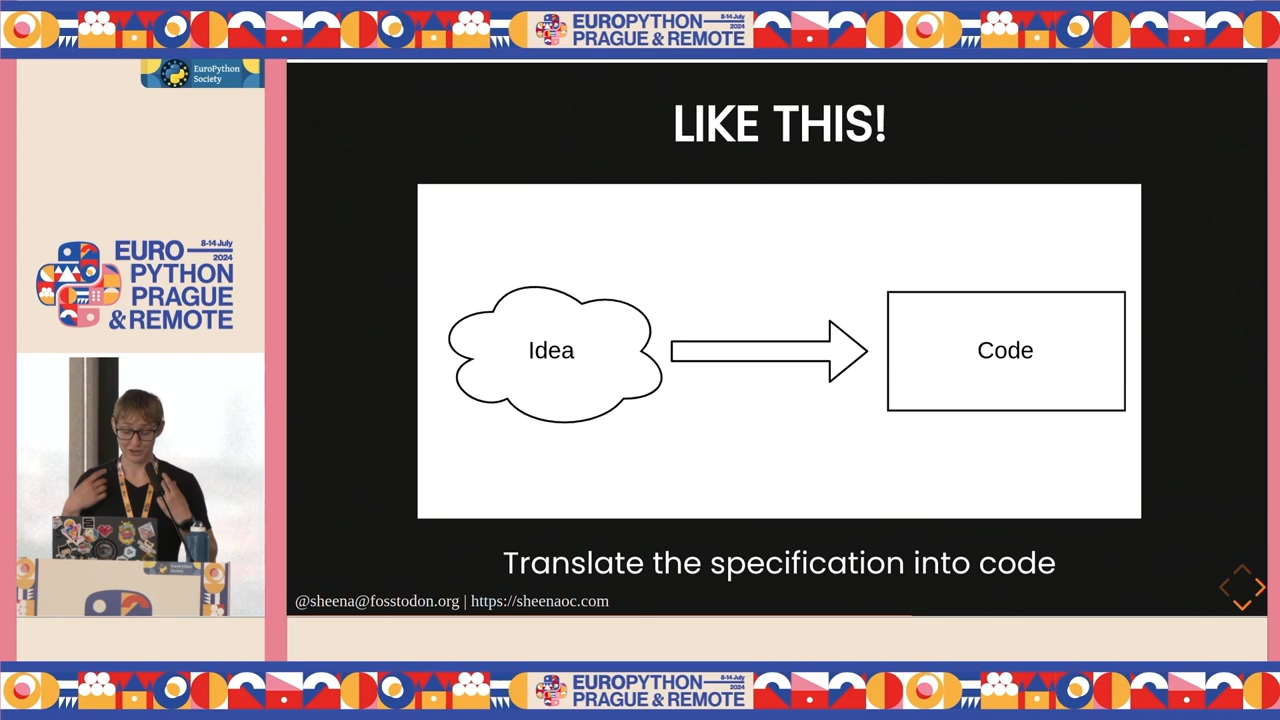 EUROPYTHON
8-14 July
2024
PRAGUE & REMOTE
EuroPython
Society
LIKE THIS!
EURO
8-14 July
2024
PYTHON
PRAGUE
& REMOTE
Idea
Code
Translate the specification into code
@sheena@fosstodon.org | https://sheenaoc.com
EuroPython
Society
EUROPYTHON
8-14 July
2024
PRAGUE & REMOTE